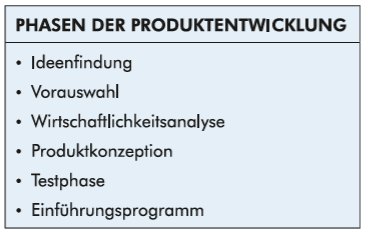 PHASEN DER PRODUKTENTWICKLUNG
• Ideenfindung
• Vorauswahl
• Wirtschaftlichkeitsanalyse
• Produktkonzeption
• Testphase
• Einführungsprogramm